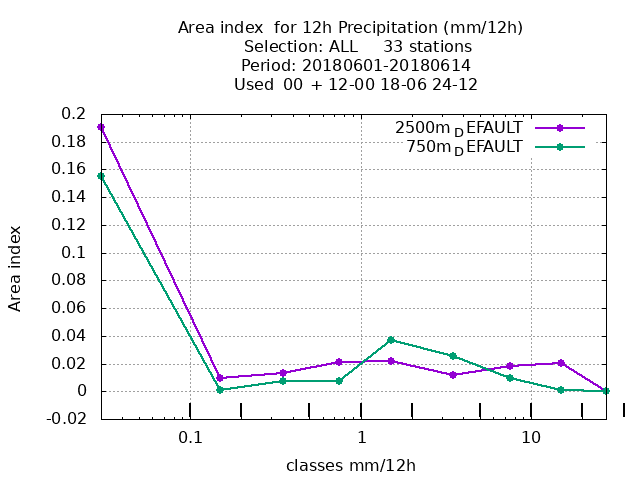 Area index  for 12h Precipitation (mm/12h)
Selection: ALL     33 stations
Period: 20180601-20180614
Used  00  + 12-00 18-06 24-12
2500m_DEFAULT
750m_DEFAULT
0.2
0.18
0.16
0.14
0.12
0.1
0.08
0.06
0.04
0.02
0
-0.02
Area index
0.1
1
10
classes mm/12h